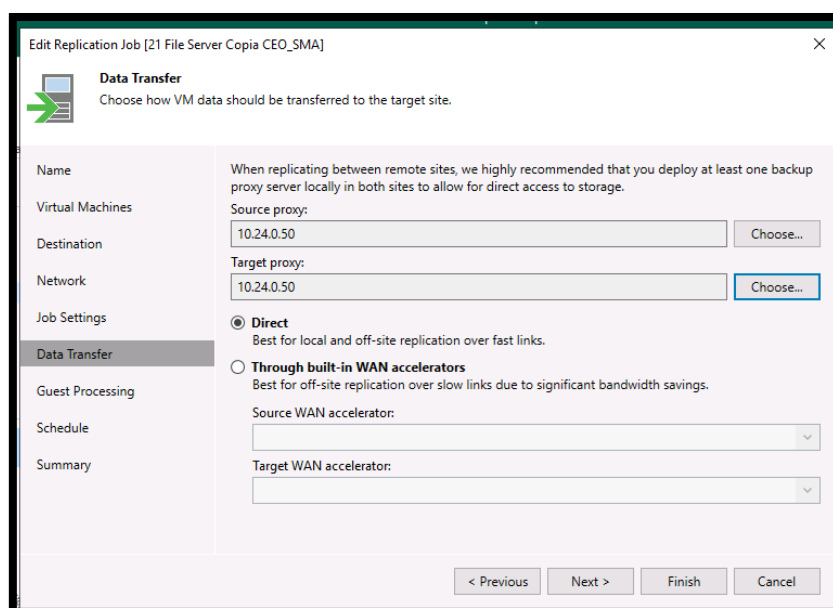 Edit Replication Job [21 File Server Copia CEO_SMA]
Data Transfer
Choose how VM data should be transferred to the target site.
Name
Virtual Machines
Destination
Network
Job Settings
Data Transfer
Guest Processing
Schedule
Summary
When replicating between remote sites, we highly recommended that you deploy at least one backup
proxy server locally in both sites to allow for direct access to storage.
Source proxy:
10.24.0.50
Choose...
Target proxy:
10.24.0.50
Choose...
Direct
Best for local and off-site replication over fast links.
Through built-in WAN accelerators
Best for off-site replication over slow links due to significant bandwidth savings.
Source WAN accelerator:
Target WAN accelerator:
< Previous
Next >
Finish
Cancel